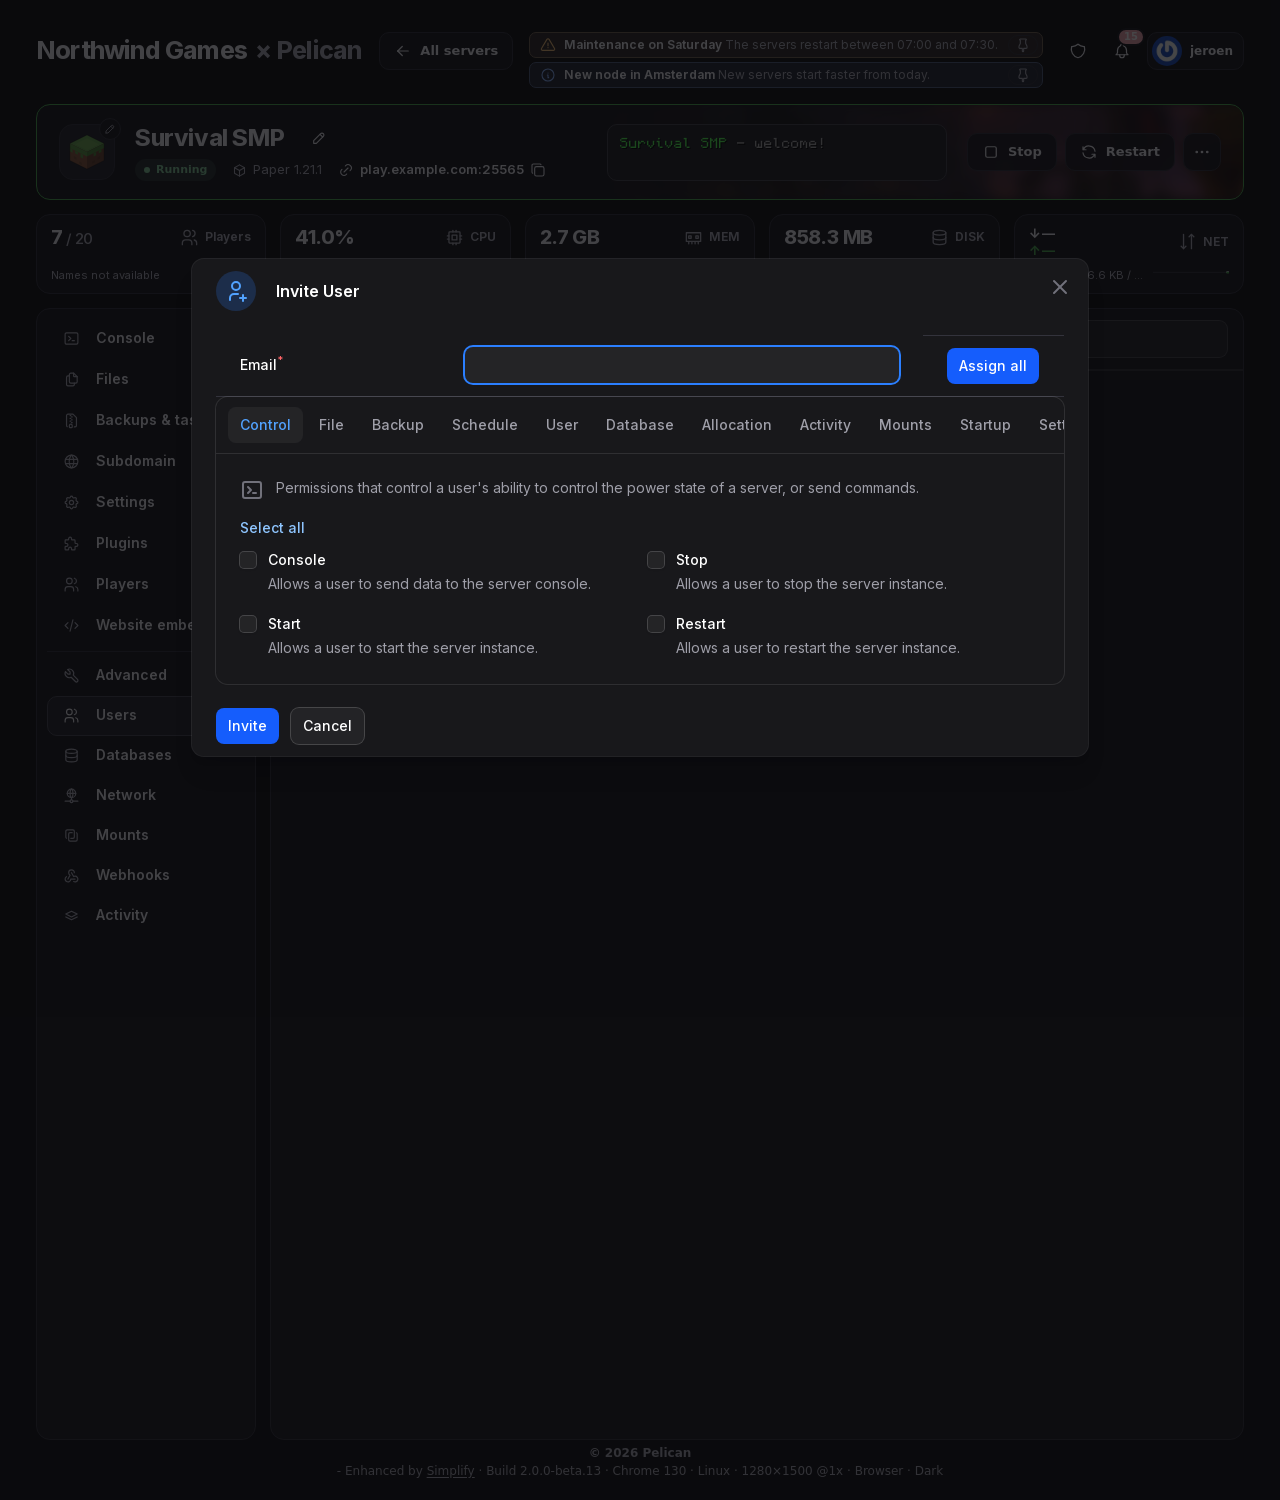 Northwind Games × Pelican
All servers
Maintenance on Saturday The servers restart between 07:00 and 07:30.
New node in Amsterdam New servers start faster from today.
15
jeroen
Survival SMP
Running
Paper 1.21.1
play.example.com:25565
Survival SMP - welcome!
Stop
Restart
7 / 20
Players
Names not available
41.0%
CPU
2.7 GB
MEM
858.3 MB
DISK
NET
6.6 KB / ...
Console
Files
Backups & tas
Subdomain
Settings
Plugins
Players
Website embe
Advanced
Users
Databases
Network
Mounts
Webhooks
Activity
Invite User
Email*
Assign all
Control
File
Backup
Schedule
User
Database
Allocation
Activity
Mounts
Startup
Sett
Permissions that control a user's ability to control the power state of a server, or send commands.
Select all
Console
Allows a user to send data to the server console.
Stop
Allows a user to stop the server instance.
Start
Allows a user to start the server instance.
Restart
Allows a user to restart the server instance.
Invite
Cancel
© 2026 Pelican
- Enhanced by Simplify · Build 2.0.0-beta.13 · Chrome 130 · Linux · 1280×1500 @1x · Browser · Dark